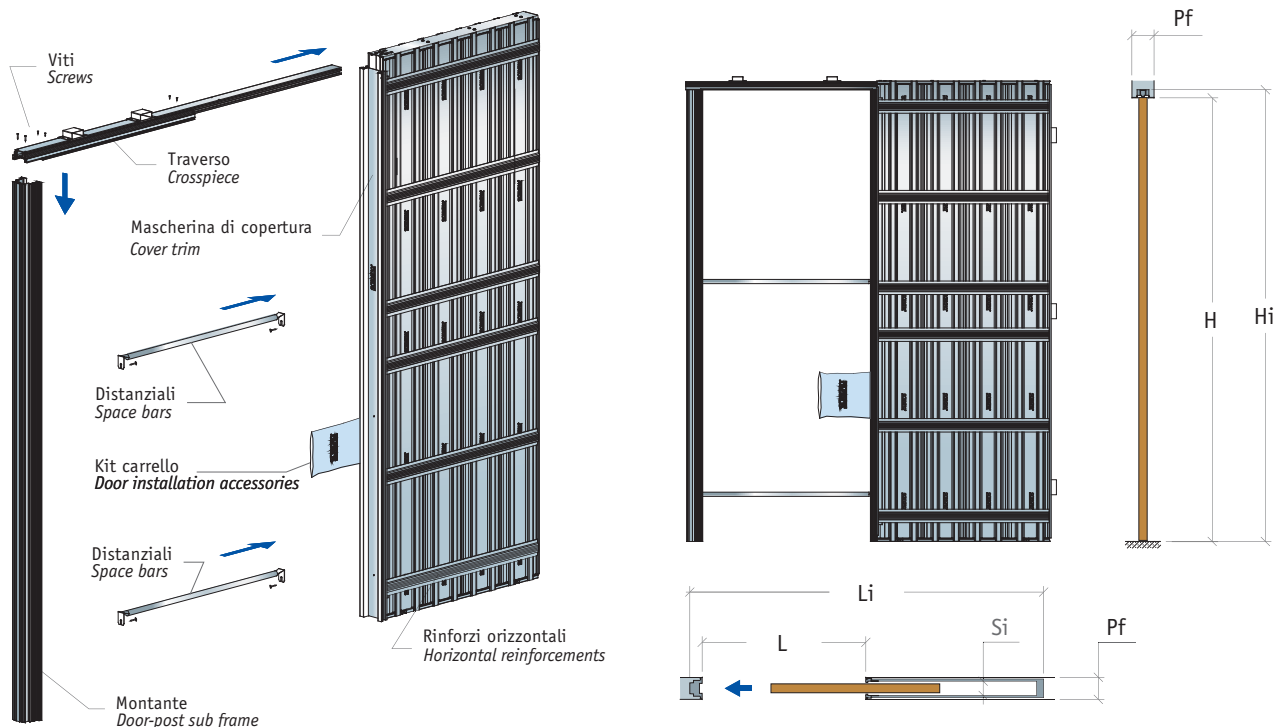 Viti
Screws
Traverso
Crosspiece
Mascherina di copertura
Cover trim
Distanziali
Space bars
Kit carrello
Door installation accessories
Distanziali
Space bars
Rinforzi orizzontali
Horizontal reinforcements
Montante
Door-post sub frame
Pf
H
Hi
Li
Si
L
Pf